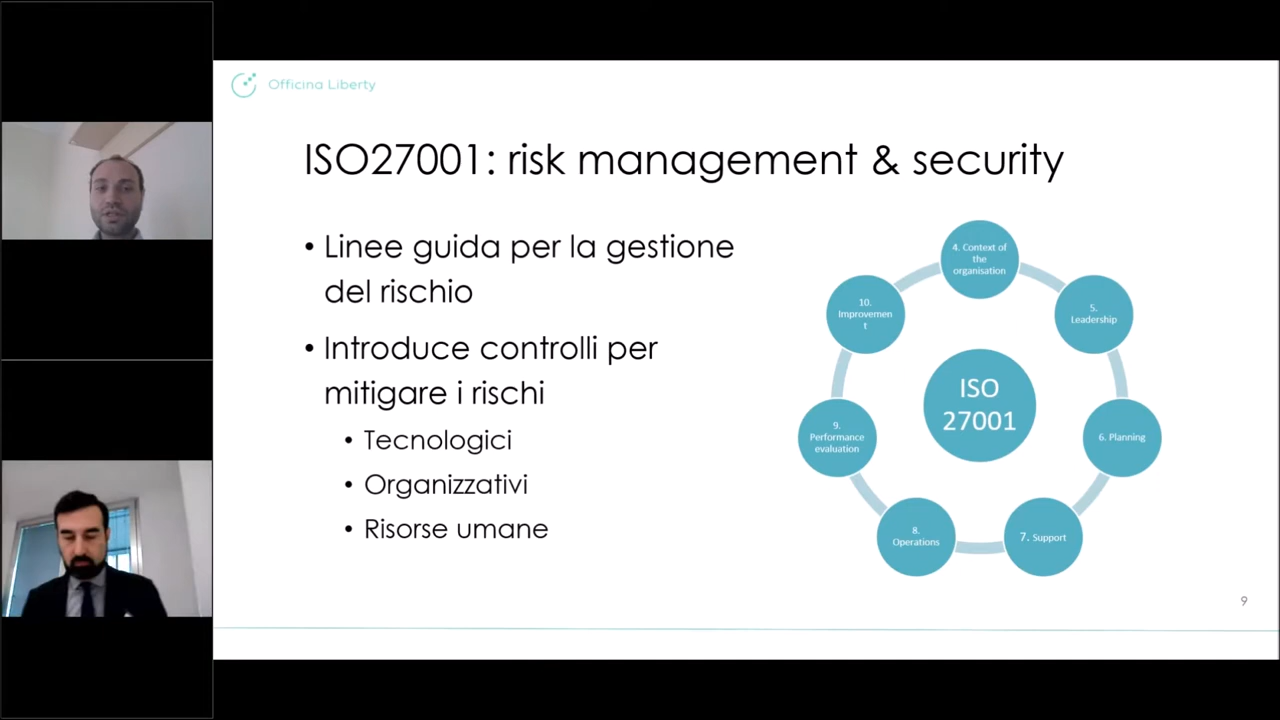 Officina Liberty
ISO27001: risk management & security
• Linee guida per la gestione
del rischio
• Introduce controlli per
mitigare i rischi
• Tecnologici
• Organizzativi
• Risorse umane
4. Context of
the
organisation
5.
Leadership
6. Planning
7. Support
8.
Operations
9.
Performance
evaluation
10.
Improvemen
t
ISO
27001
9